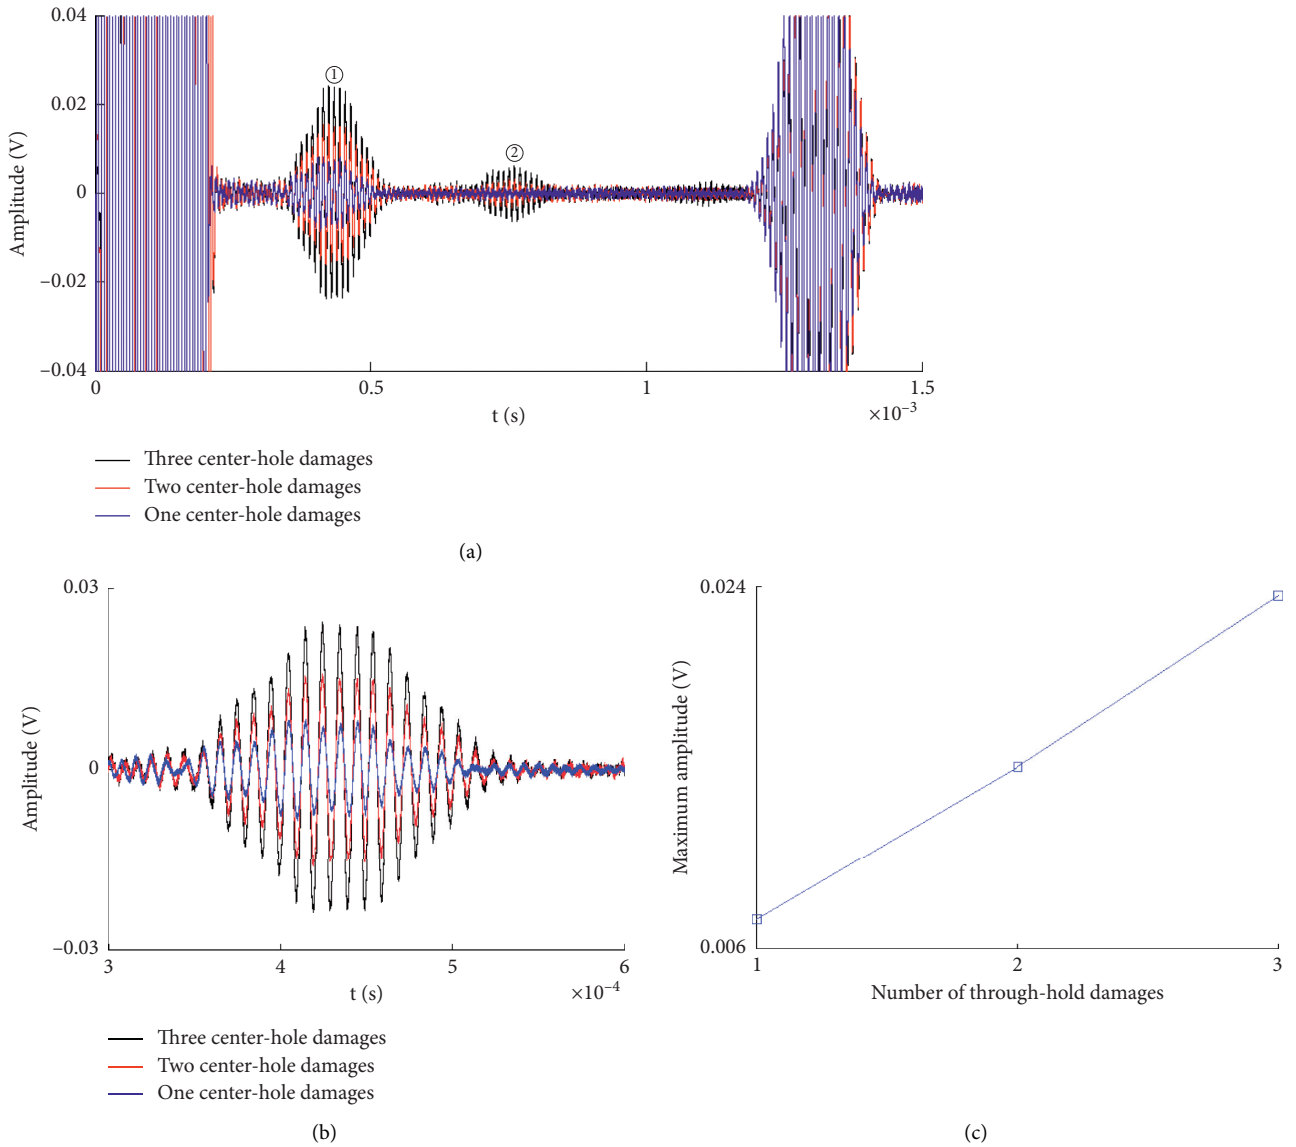 0.04
0.02
0
–0.02
–0.04
Amplitude (V)
①
②
0
0.5
1
1.5
t (s)
×10⁻³
Three center-hole damages
Two center-hole damages
One center-hole damages
(a)
0.03
0
–0.03
Amplitude (V)
3
4
5
6
t (s)
×10⁻⁴
Three center-hole damages
Two center-hole damages
One center-hole damages
(b)
0.024
0.006
Maximum amplitude (V)
1
2
3
Number of through-hold damages
(c)